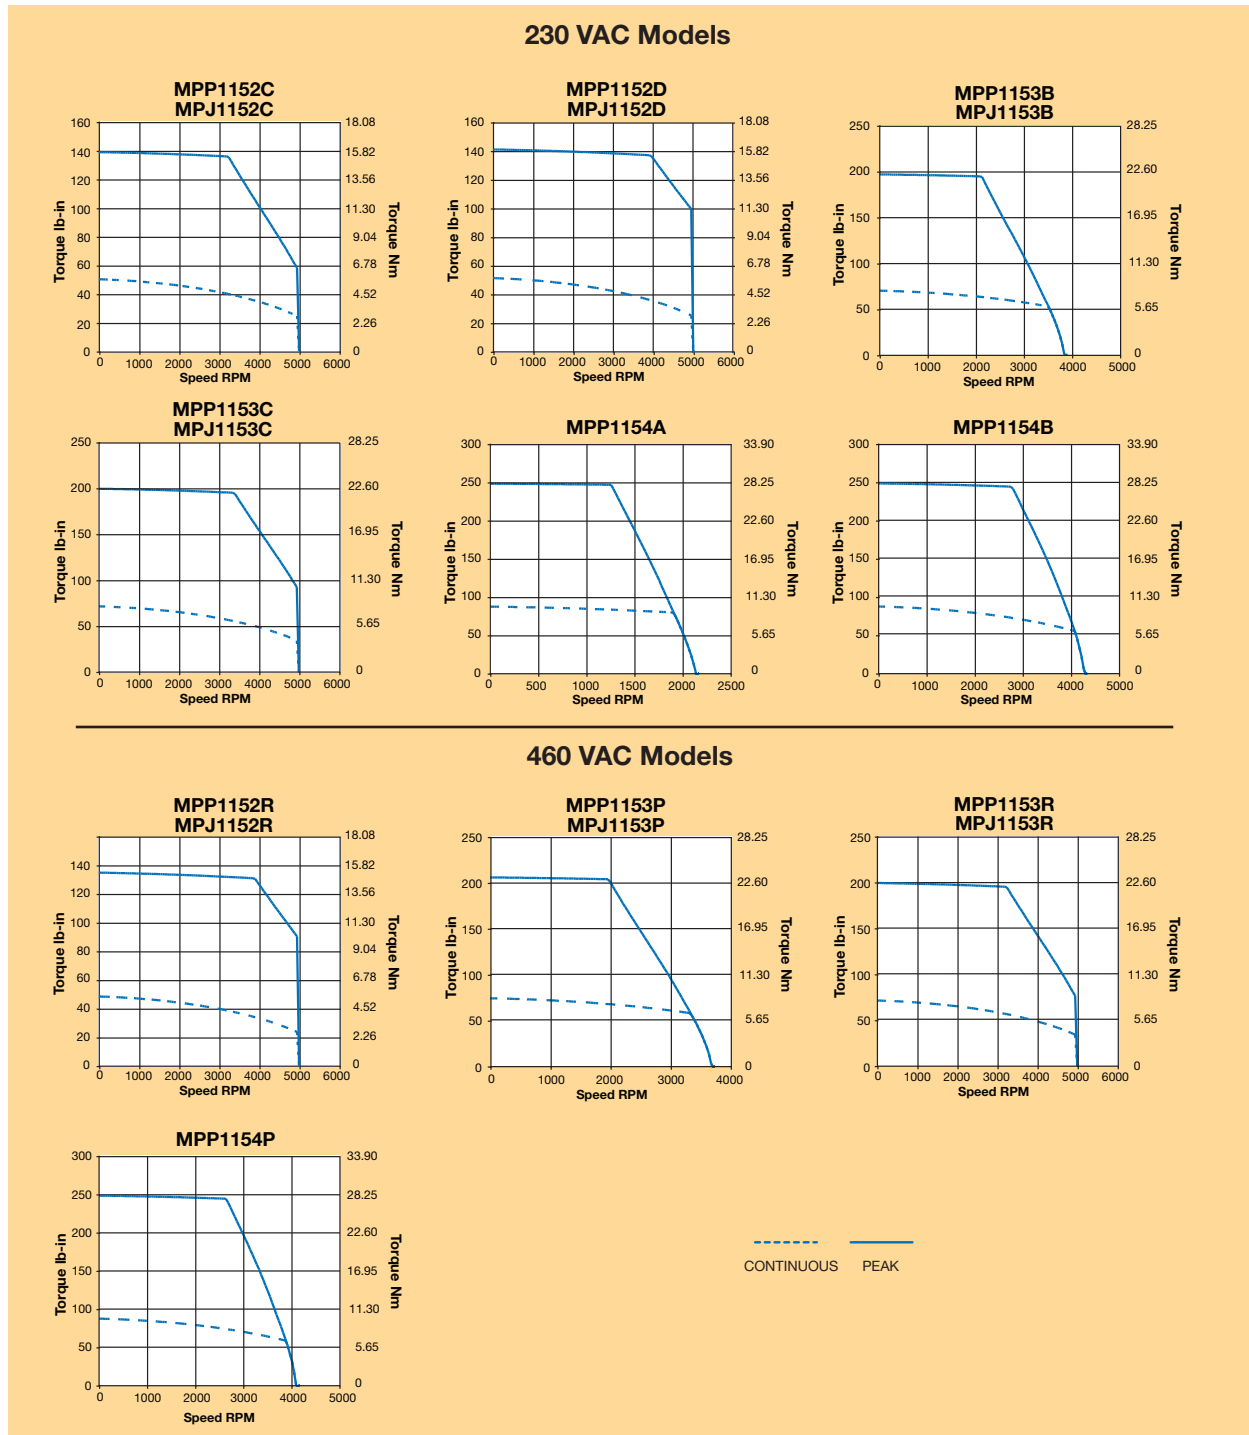 230 VAC Models
MPP1152C
MPJ1152C
160
140
120
100
80
60
40
20
0
Torque lb-in
18.08
15.82
13.56
11.30
9.04
6.78
4.52
2.26
0
Torque Nm
0 1000 2000 3000 4000 5000 6000
Speed RPM
MPP1152D
MPJ1152D
160
140
120
100
80
60
40
20
0
Torque lb-in
18.08
15.82
13.56
11.30
9.04
6.78
4.52
2.26
0
Torque Nm
0 1000 2000 3000 4000 5000 6000
Speed RPM
MPP1153B
MPJ1153B
250
200
150
100
50
0
Torque lb-in
28.25
22.60
16.95
11.30
5.65
0
Torque Nm
0 1000 2000 3000 4000 5000
Speed RPM
MPP1153C
MPJ1153C
250
200
150
100
50
0
Torque lb-in
28.25
22.60
16.95
11.30
5.65
0
Torque Nm
0 1000 2000 3000 4000 5000 6000
Speed RPM
MPP1154A
300
250
200
150
100
50
0
Torque lb-in
33.90
28.25
22.60
16.95
11.30
5.65
0
Torque Nm
0 500 1000 1500 2000 2500
Speed RPM
MPP1154B
300
250
200
150
100
50
0
Torque lb-in
33.90
28.25
22.60
16.95
11.30
5.65
0
Torque Nm
0 1000 2000 3000 4000 5000
Speed RPM
460 VAC Models
MPP1152R
MPJ1152R
140
120
100
80
60
40
20
0
Torque lb-in
18.08
15.82
13.56
11.30
9.04
6.78
4.52
2.26
0
Torque Nm
0 1000 2000 3000 4000 5000 6000
Speed RPM
MPP1153P
MPJ1153P
250
200
150
100
50
0
Torque lb-in
28.25
22.60
16.95
11.30
5.65
0
Torque Nm
0 1000 2000 3000 4000
Speed RPM
MPP1153R
MPJ1153R
250
200
150
100
50
0
Torque lb-in
28.25
22.60
16.95
11.30
5.65
0
Torque Nm
0 1000 2000 3000 4000 5000 6000
Speed RPM
MPP1154P
300
250
200
150
100
50
0
Torque lb-in
33.90
28.25
22.60
16.95
11.30
5.65
0
Torque Nm
0 1000 2000 3000 4000 5000
Speed RPM
CONTINUOUS PEAK